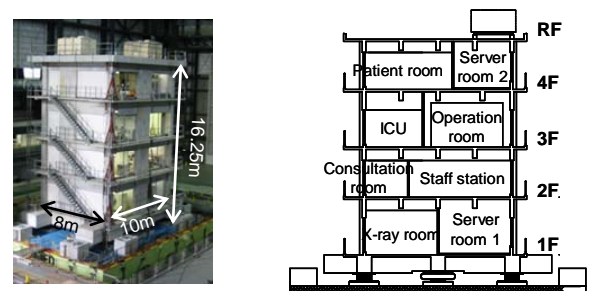 16.25m
8m
10m
RF
Patient room
Server
room 2
4F
ICU
Operation
room
3F
Consultation
room
Staff station
2F
X-ray room
Server
room 1
1F